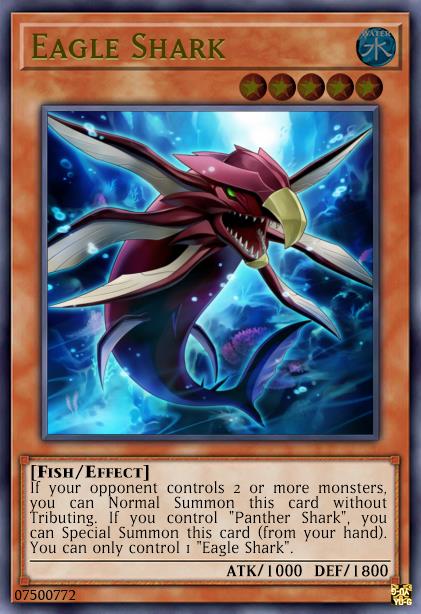 Eagle Shark
WATER
水
[Fish/Effect]
If your opponent controls 2 or more monsters,
you can Normal Summon this card without
Tributing. If you control "Panther Shark", you
can Special Summon this card (from your hand).
You can only control 1 "Eagle Shark".
ATK/1000 DEF/1800
07500772